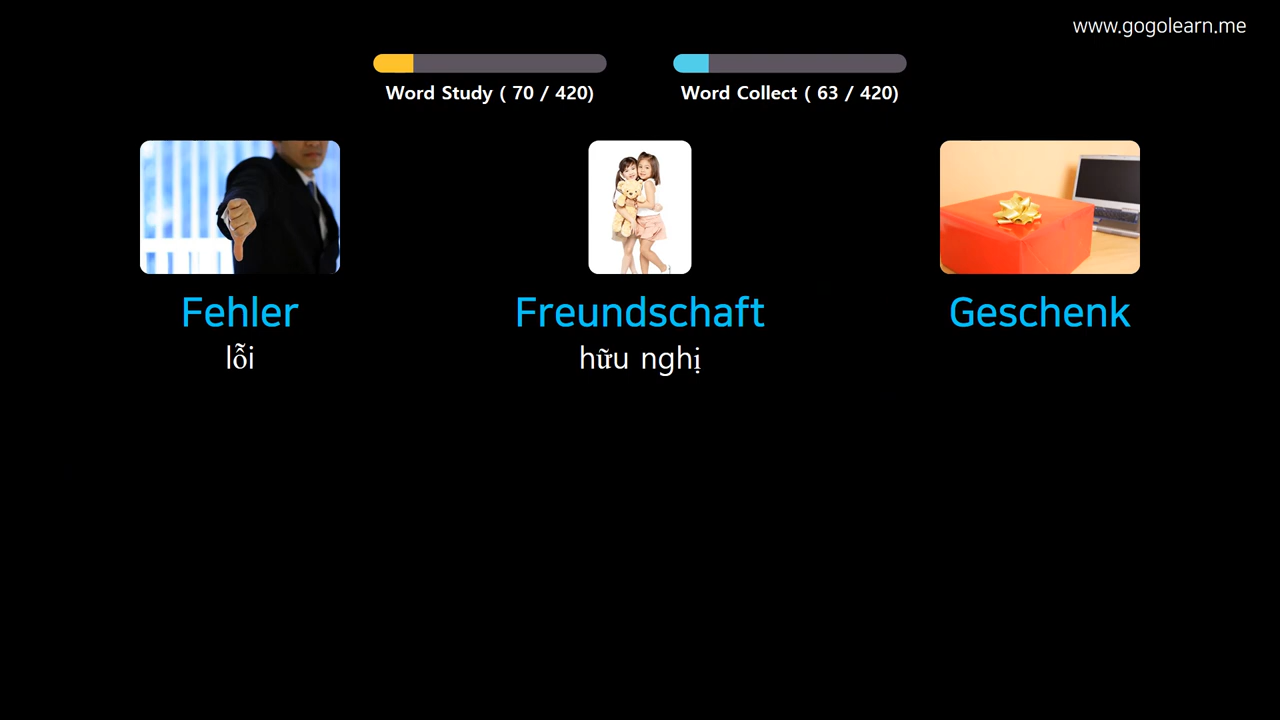 www.gogolearn.me
Word Study ( 70 / 420)
Word Collect ( 63 / 420)
Fehler
lỗi
Freundschaft
hữu nghị
Geschenk